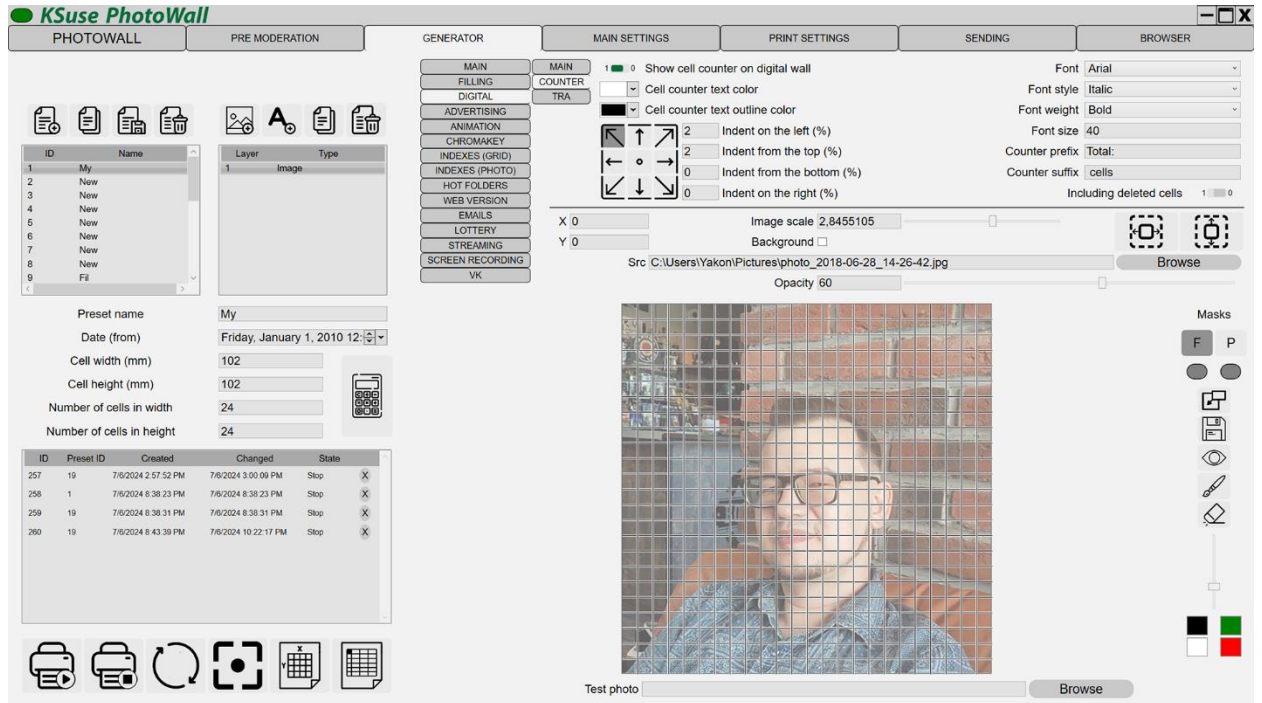 KSuse PhotoWall
PHOTOWALL PRE MODERATION GENERATOR MAIN SETTINGS PRINT SETTINGS SENDING BROWSER
MAIN
FILLING
DIGITAL
ADVERTISING
ANIMATION
CHROMAKEY
INDEXES (GRID)
INDEXES (PHOTO)
HOT FOLDERS
WEB VERSION
EMAILS
LOTTERY
STREAMING
SCREEN RECORDING
VK
MAIN
COUNTER
TRA
1 0 Show cell counter on digital wall
Cell counter text color
Cell counter text outline color
2 Indent on the left (%)
2 Indent from the top (%)
0 Indent from the bottom (%)
0 Indent on the right (%)
Font Arial
Font style Italic
Font weight Bold
Font size 40
Counter prefix Total:
Counter suffix cells
Including deleted cells 1 0
ID Name
1 My
2 New
3 New
4 New
5 New
6 New
7 New
8 New
9 Fil
Layer Type
1 Image
X 0
Y 0
Image scale 2,8455105
Background
Src C:\Users\Yakon\Pictures\photo_2018-06-28_14-26-42.jpg Browse
Opacity 60
Preset name My
Date (from) Friday, January 1, 2010 12:
Cell width (mm) 102
Cell height (mm) 102
Number of cells in width 24
Number of cells in height 24
ID Preset ID Created Changed State
257 19 7/6/2024 2:57:52 PM 7/6/2024 3:00:09 PM Stop X
258 1 7/6/2024 8:38:23 PM 7/6/2024 8:38:23 PM Stop X
259 19 7/6/2024 8:38:31 PM 7/6/2024 8:38:31 PM Stop X
260 19 7/6/2024 8:43:39 PM 7/6/2024 10:22:17 PM Stop X
Masks
F P
X
Y
Test photo Browse